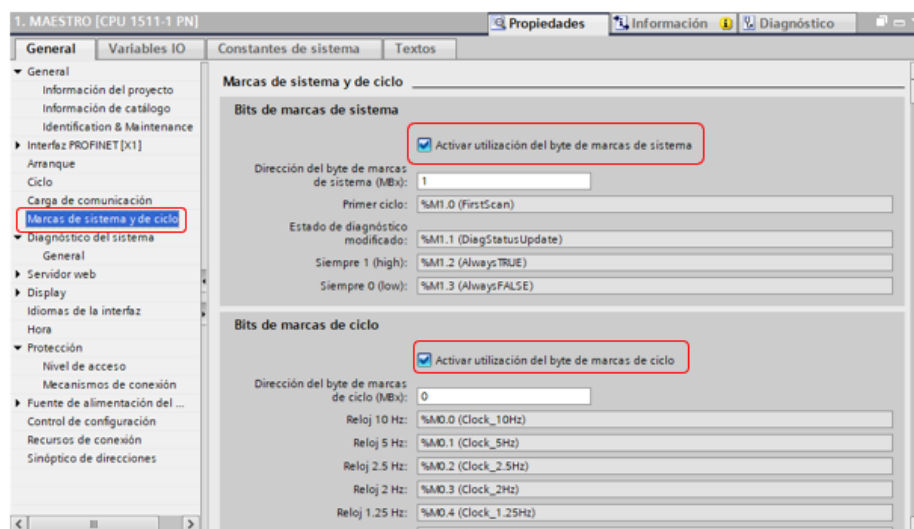 1. MAESTRO [CPU 1511-1 PN]
Propiedades
Información
Diagnóstico
General
Variables IO
Constantes de sistema
Textos
General
Información del proyecto
Información de catálogo
Identification & Maintenance
Interfaz PROFINET [X1]
Arranque
Ciclo
Carga de comunicación
Marcas de sistema y de ciclo
Diagnóstico del sistema
General
Servidor web
Display
Idiomas de la interfaz
Hora
Protección
Nivel de acceso
Mecanismos de conexión
Fuente de alimentación del ...
Control de configuración
Recursos de conexión
Sinóptico de direcciones
Marcas de sistema y de ciclo
Bits de marcas de sistema
Activar utilización del byte de marcas de sistema
Dirección del byte de marcas
de sistema (MBx): 1
Primer ciclo: %M1.0 (FirstScan)
Estado de diagnóstico
modificado: %M1.1 (DiagStatusUpdate)
Siempre 1 (high): %M1.2 (AlwaysTRUE)
Siempre 0 (low): %M1.3 (AlwaysFALSE)
Bits de marcas de ciclo
Activar utilización del byte de marcas de ciclo
Dirección del byte de marcas
de ciclo (MBx): 0
Reloj 10 Hz: %M0.0 (Clock_10Hz)
Reloj 5 Hz: %M0.1 (Clock_5Hz)
Reloj 2.5 Hz: %M0.2 (Clock_2.5Hz)
Reloj 2 Hz: %M0.3 (Clock_2Hz)
Reloj 1.25 Hz: %M0.4 (Clock_1.25Hz)